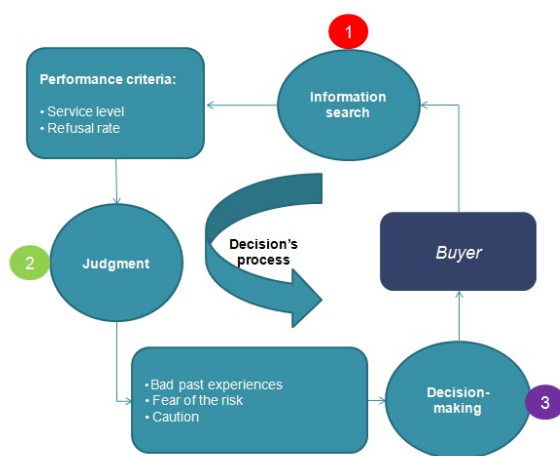 1
Information
search
Performance criteria:
• Service level
• Refusal rate
2
Judgment
Decision's
process
Buyer
• Bad past experiences
• Fear of the risk
• Caution
Decision-
making
3